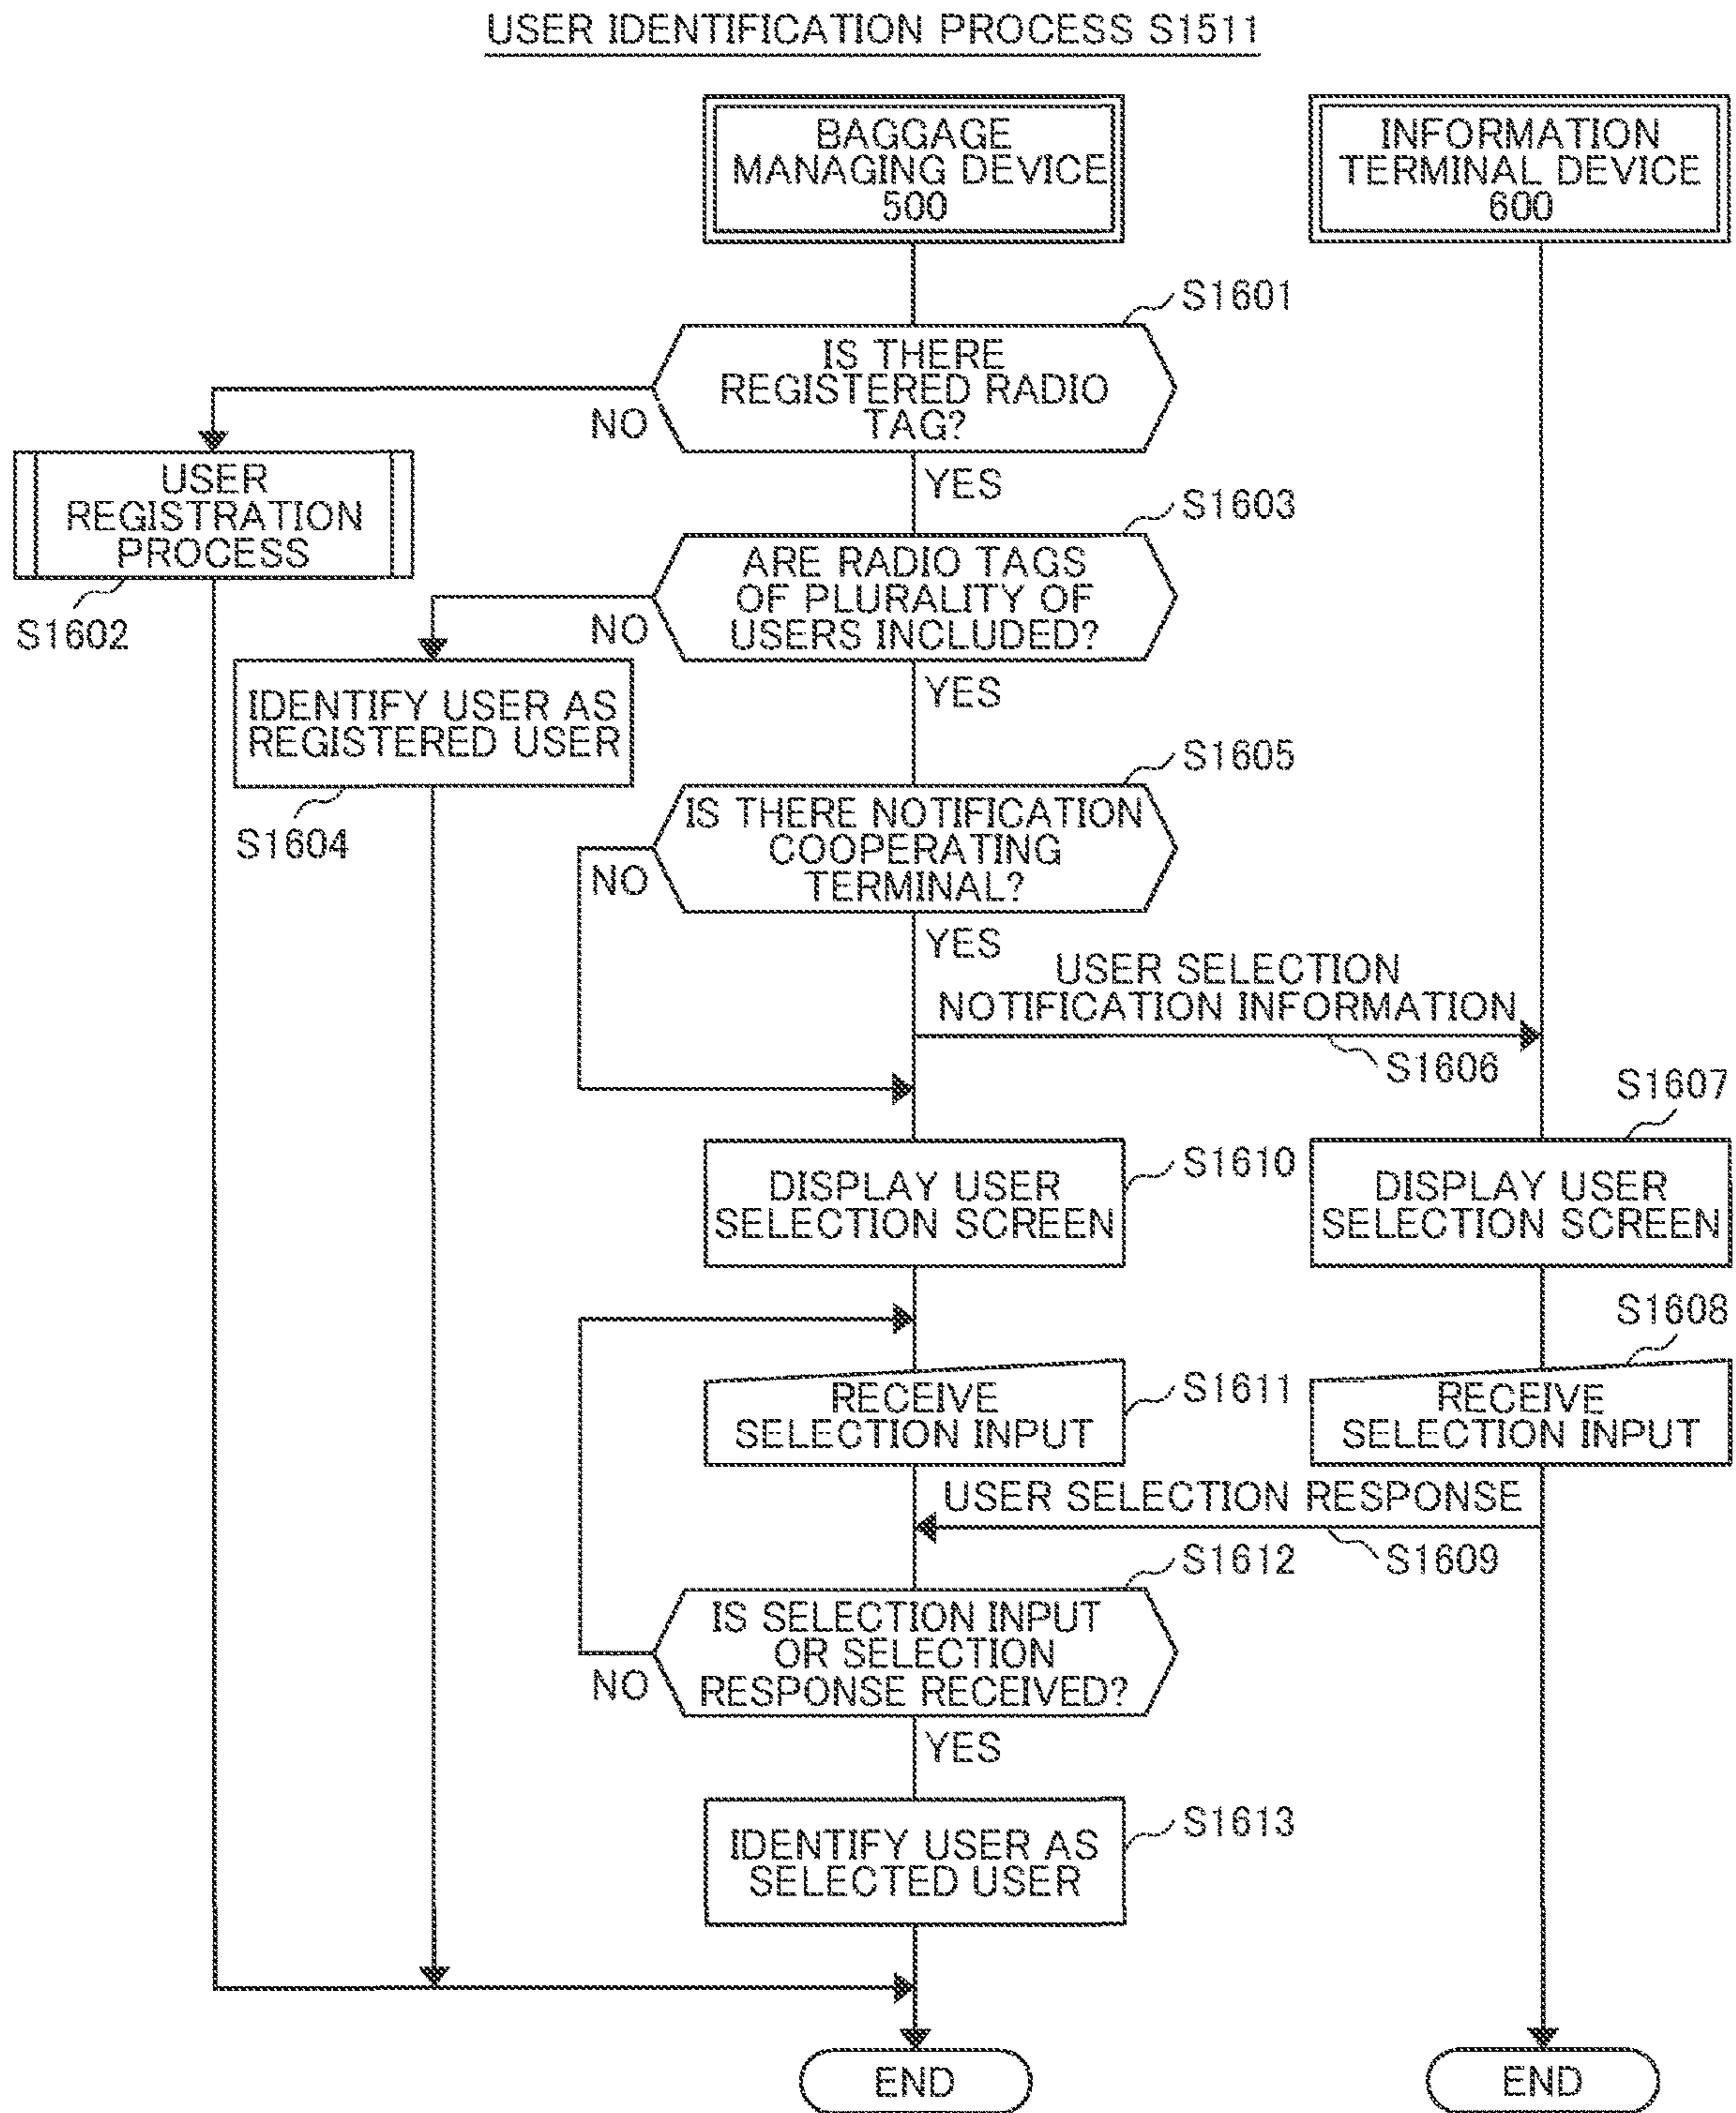 USER IDENTIFICATION PROCESS S1511
BAGGAGE
MANAGING DEVICE
500
INFORMATION
TERMINAL DEVICE
600
S1601
IS THERE
REGISTERED RADIO
TAG?
NO
YES
USER
REGISTRATION
PROCESS
S1602
S1603
ARE RADIO TAGS
OF PLURALITY OF
USERS INCLUDED?
NO
YES
IDENTIFY USER AS
REGISTERED USER
S1604
S1605
IS THERE NOTIFICATION
COOPERATING
TERMINAL?
NO
YES
USER SELECTION
NOTIFICATION INFORMATION
S1606
S1607
DISPLAY USER
SELECTION SCREEN
S1610
DISPLAY USER
SELECTION SCREEN
S1608
RECEIVE
SELECTION INPUT
S1611
RECEIVE
SELECTION INPUT
USER SELECTION RESPONSE
S1609
S1612
IS SELECTION INPUT
OR SELECTION
RESPONSE RECEIVED?
NO
YES
IDENTIFY USER AS
SELECTED USER
S1613
END
END